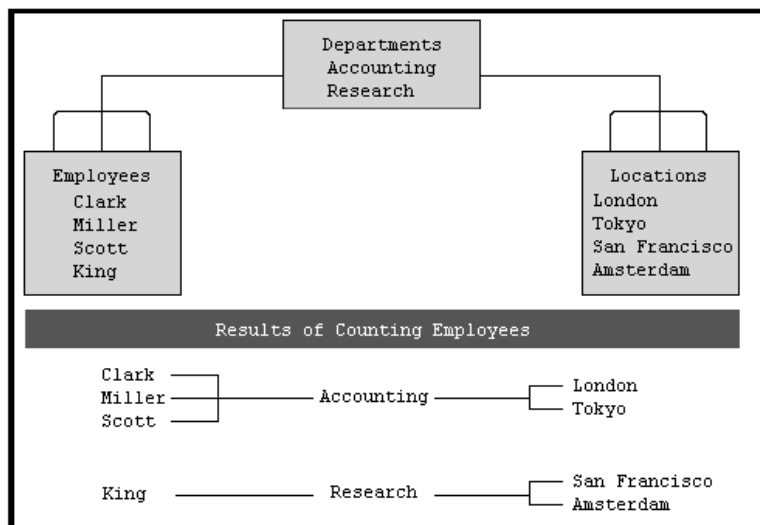 Departments
Accounting
Research
Employees
Clark
Miller
Scott
King
Locations
London
Tokyo
San Francisco
Amsterdam
Results of Counting Employees
Clark
Miller
Scott
Accounting
London
Tokyo
King
Research
San Francisco
Amsterdam